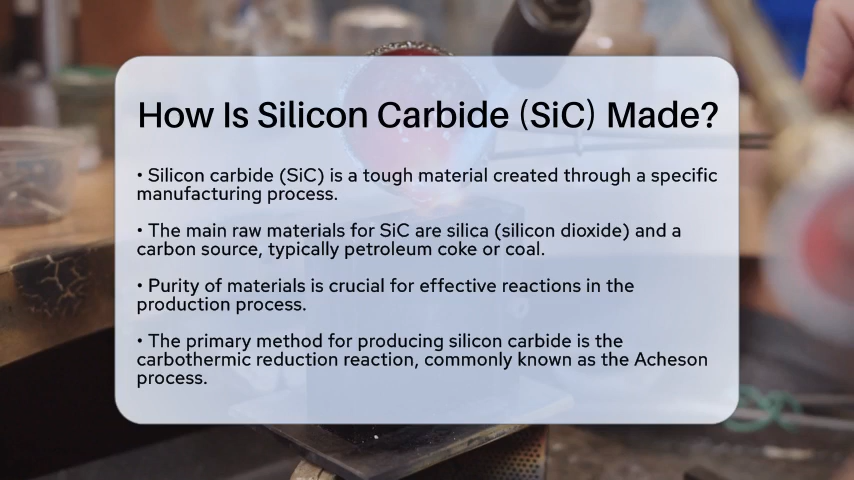 How Is Silicon Carbide (SiC) Made?
• Silicon carbide (SiC) is a tough material created through a specific
manufacturing process.
• The main raw materials for SiC are silica (silicon dioxide) and a
carbon source, typically petroleum coke or coal.
• Purity of materials is crucial for effective reactions in the
production process.
• The primary method for producing silicon carbide is the
carbothermic reduction reaction, commonly known as the Acheson
process.